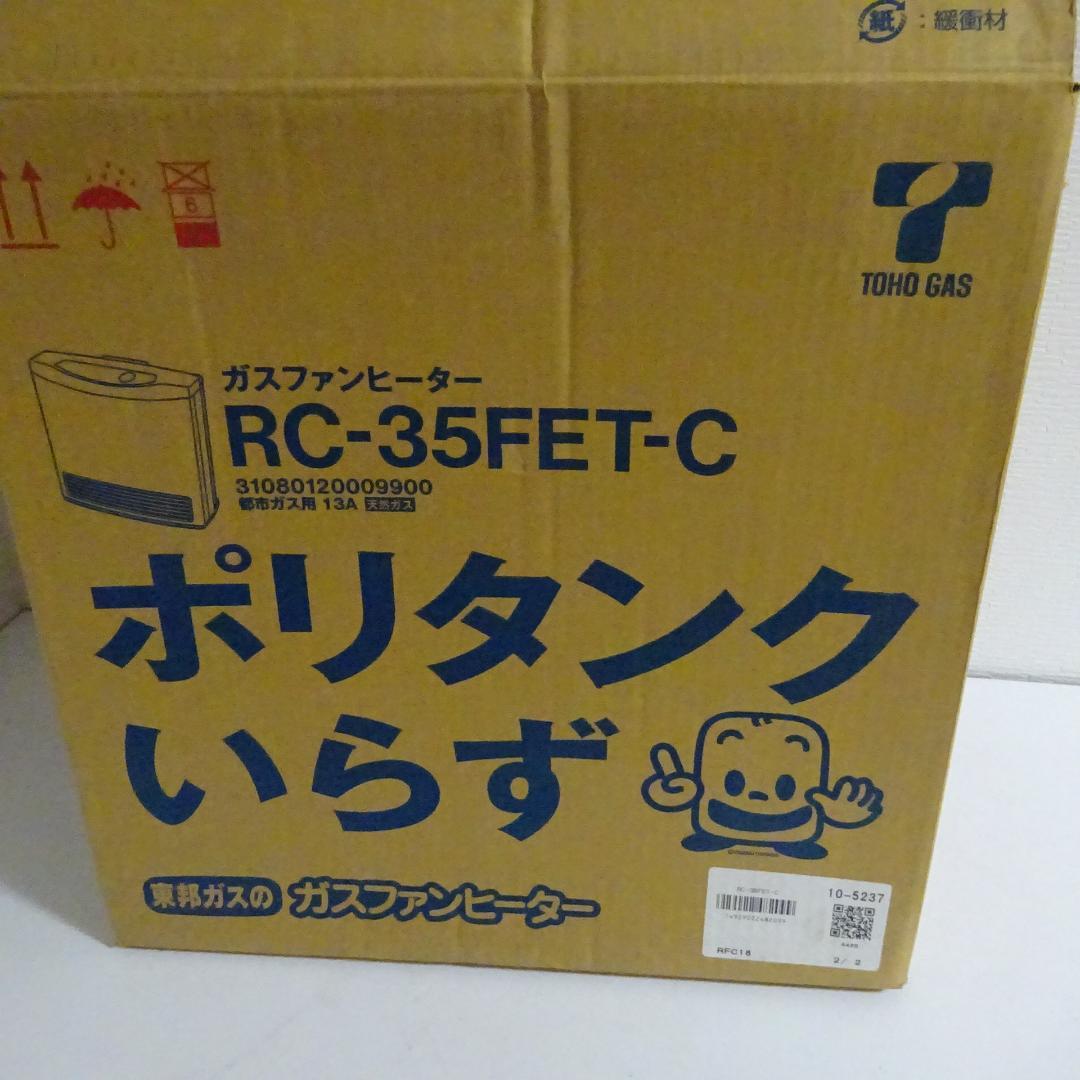 紙：緩衝材
6
TOHO GAS
ガスファンヒーター
RC-35FET-C
31080120009900
都市ガス用 13A 天然ガス
ポリタンク
いらず
東邦ガスの ガスファンヒーター
RC-35FET-C
10-5237
RFC18
2/ 2